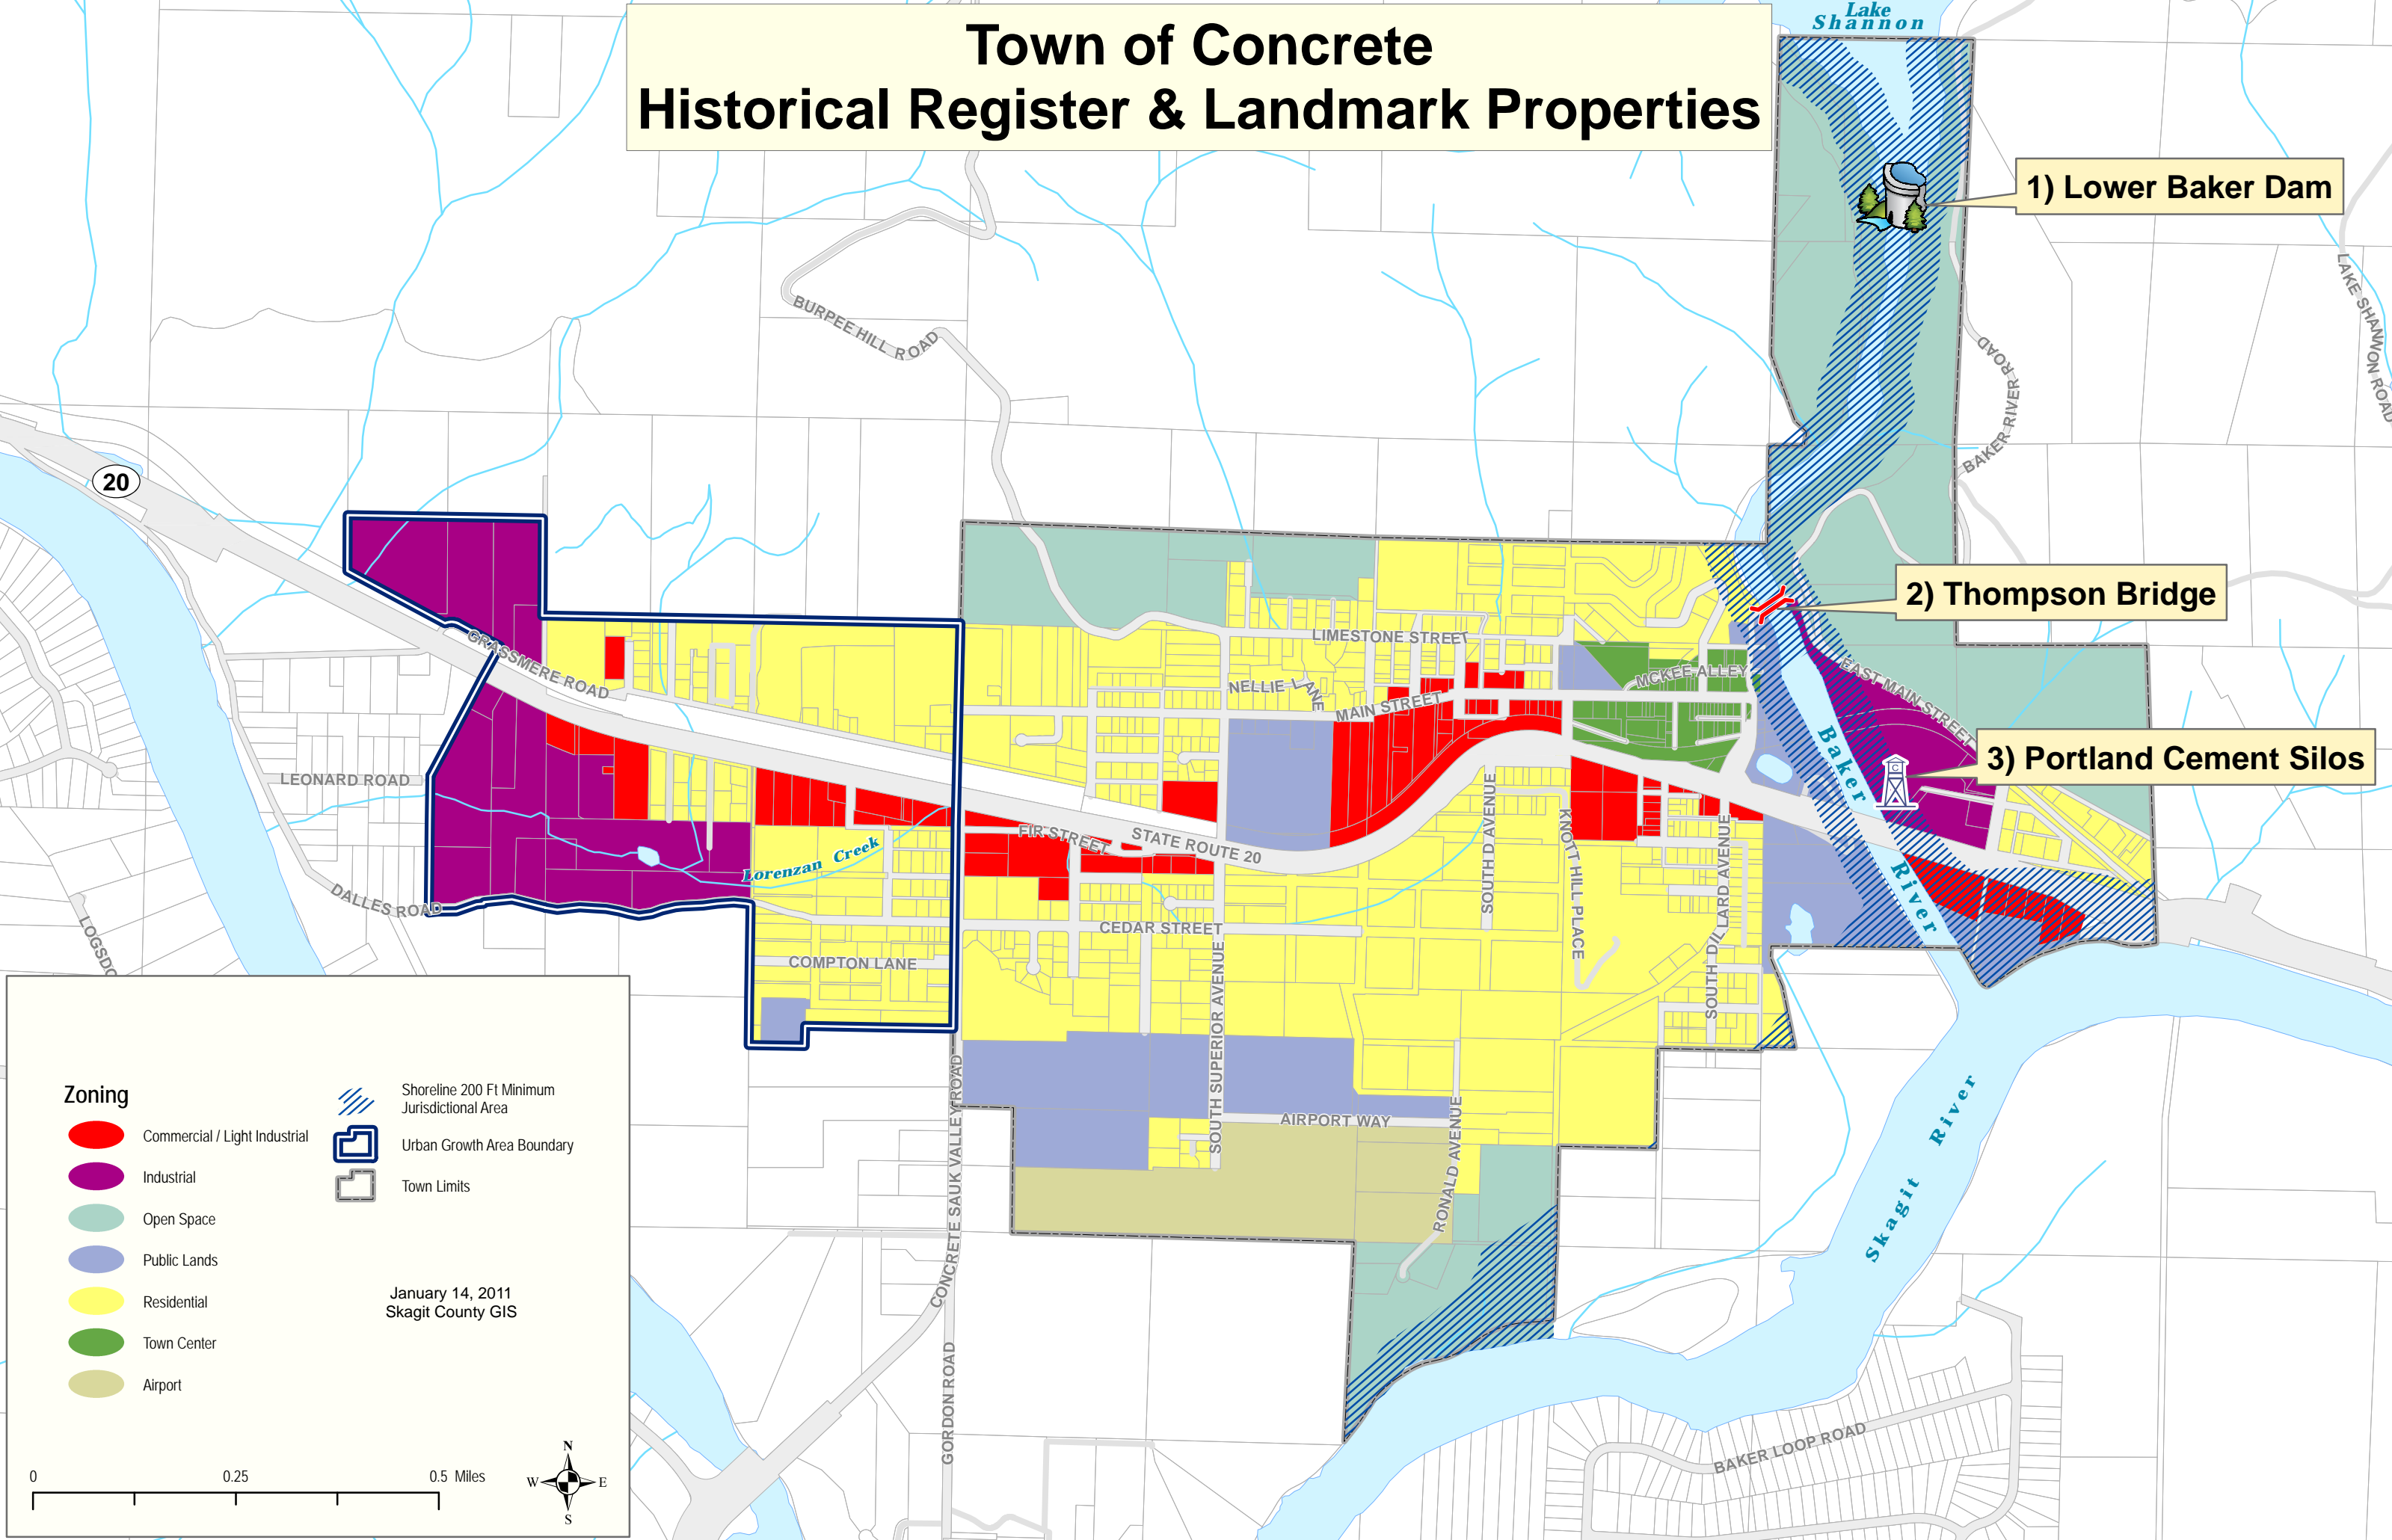 Town of Concrete
Historical Register & Landmark Properties
Lake
Shannon
1) Lower Baker Dam
LAKE SHANNON ROAD
BURPEE HILL ROAD
BAKER RIVER ROAD
20
2) Thompson Bridge
GRASSMERE ROAD
LIMESTONE STREET
NELLIE LANE
MAIN STREET
MCKEE ALLEY
EAST MAIN STREET
3) Portland Cement Silos
C
Baker River
LEONARD ROAD
FIR STREET
STATE ROUTE 20
SOUTH D AVENUE
KNOTT HILL PLACE
SOUTH DILLARD AVENUE
Lorenzan Creek
DALLES ROAD
CEDAR STREET
COMPTON LANE
SOUTH SUPERIOR AVENUE
CONCRETE SAUK VALLEY ROAD
AIRPORT WAY
RONALD AVENUE
Skagit River
GORDON ROAD
BAKER LOOP ROAD
Zoning
Commercial / Light Industrial
Industrial
Open Space
Public Lands
Residential
Town Center
Airport
Shoreline 200 Ft Minimum
Jurisdictional Area
Urban Growth Area Boundary
Town Limits
January 14, 2011
Skagit County GIS
0 0.25 0.5 Miles
N
W E
S